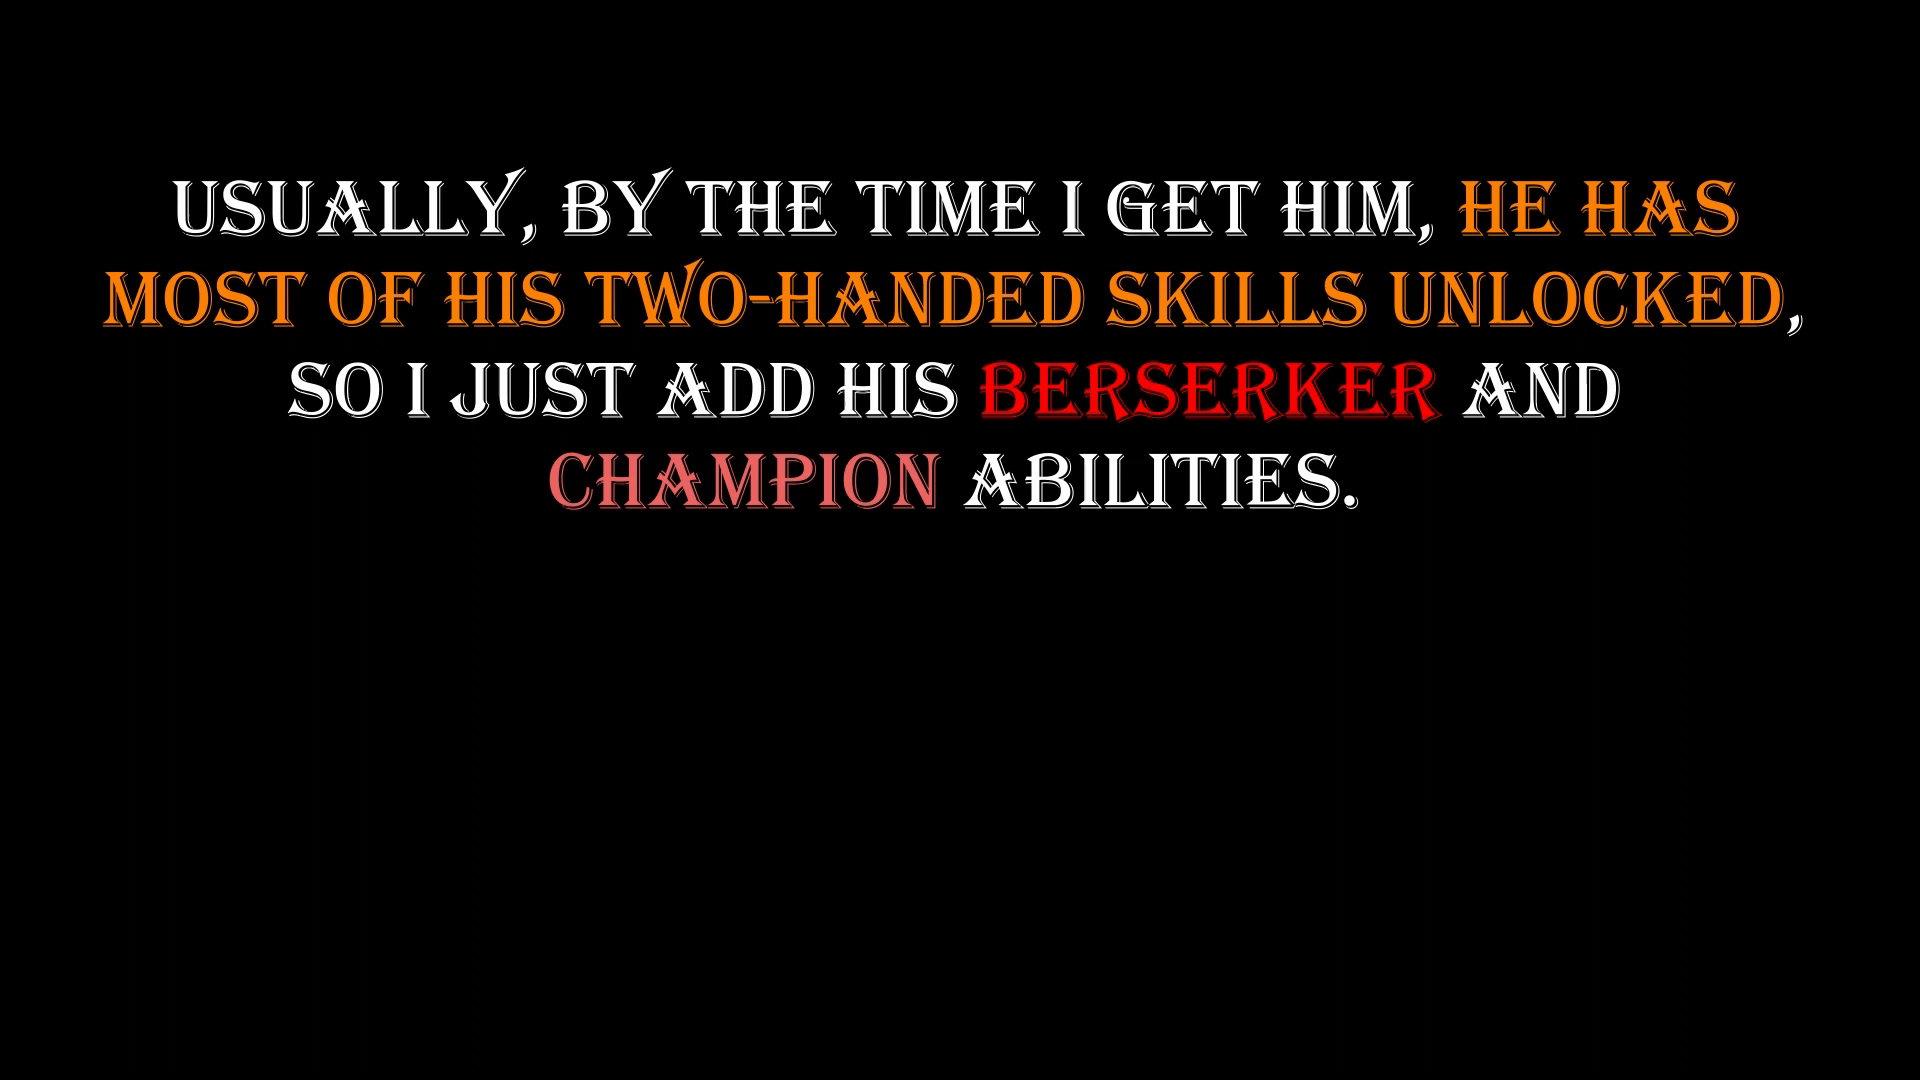 USUALLY, BY THE TIME I GET HIM, HE HAS
MOST OF HIS TWO-HANDED SKILLS UNLOCKED,
SO I JUST ADD HIS BERSERKER AND
CHAMPION ABILITIES.